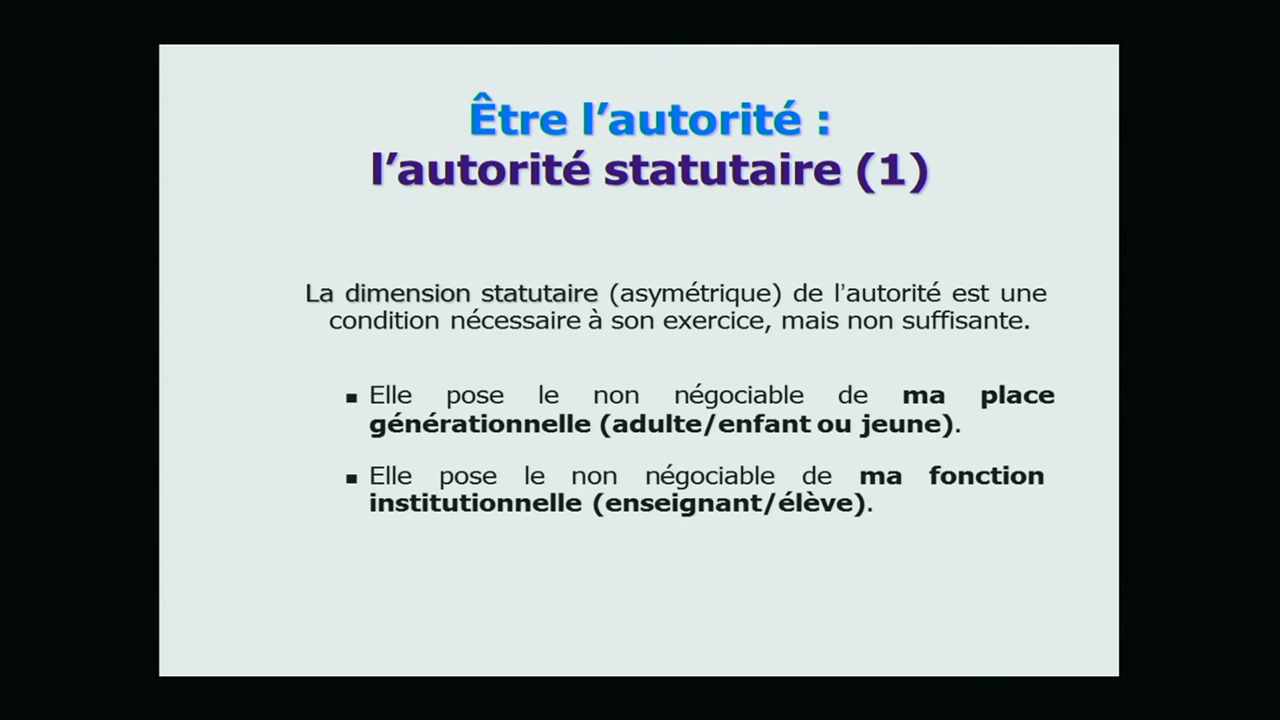 Être l’autorité :
l’autorité statutaire (1)
La dimension statutaire (asymétrique) de l’autorité est une
condition nécessaire à son exercice, mais non suffisante.
▪ Elle pose le non négociable de ma place
générationnelle (adulte/enfant ou jeune).
▪ Elle pose le non négociable de ma fonction
institutionnelle (enseignant/élève).